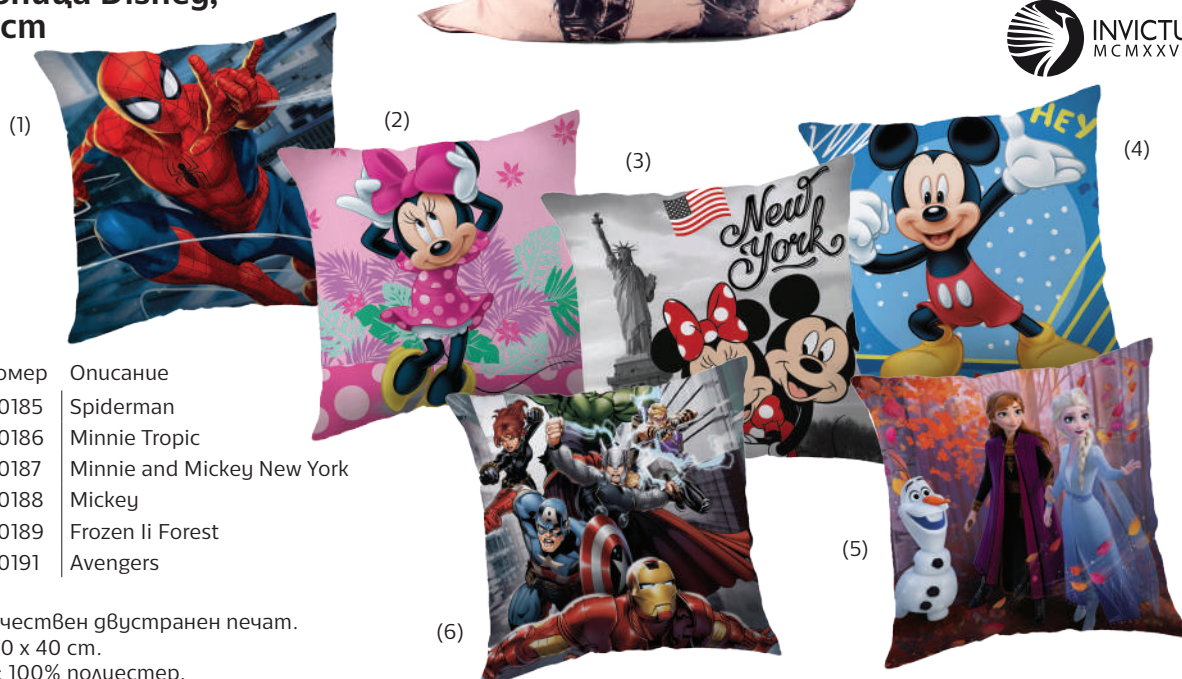 оница Disney,
cm
INVICTU
MCMXXV
(1)
(2)
(3)
(4)
HEY
New
York
омер Описание
0185 Spiderman
0186 Minnie Tropic
0187 Minnie and Mickey New York
0188 Mickey
0189 Frozen Ii Forest
0191 Avengers
(5)
(6)
чествен двустранен печат.
0 x 40 cm.
: 100% полиестер.